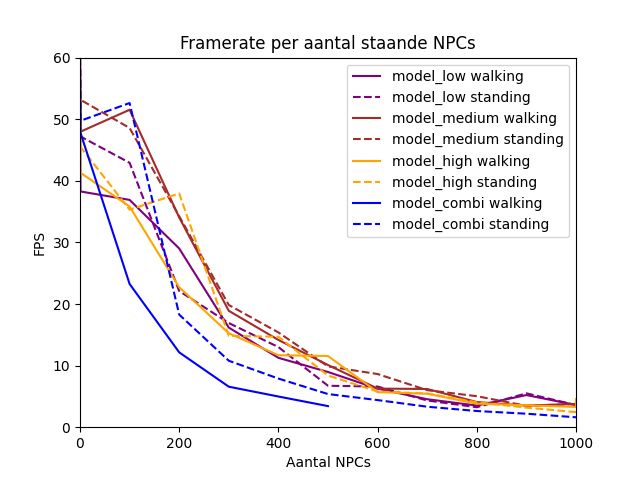 Framerate per aantal staande NPCs
60
50
40
30
20
10
0
FPS
model_low walking
model_low standing
model_medium walking
model_medium standing
model_high walking
model_high standing
model_combi walking
model_combi standing
0 200 400 600 800 1000
Aantal NPCs